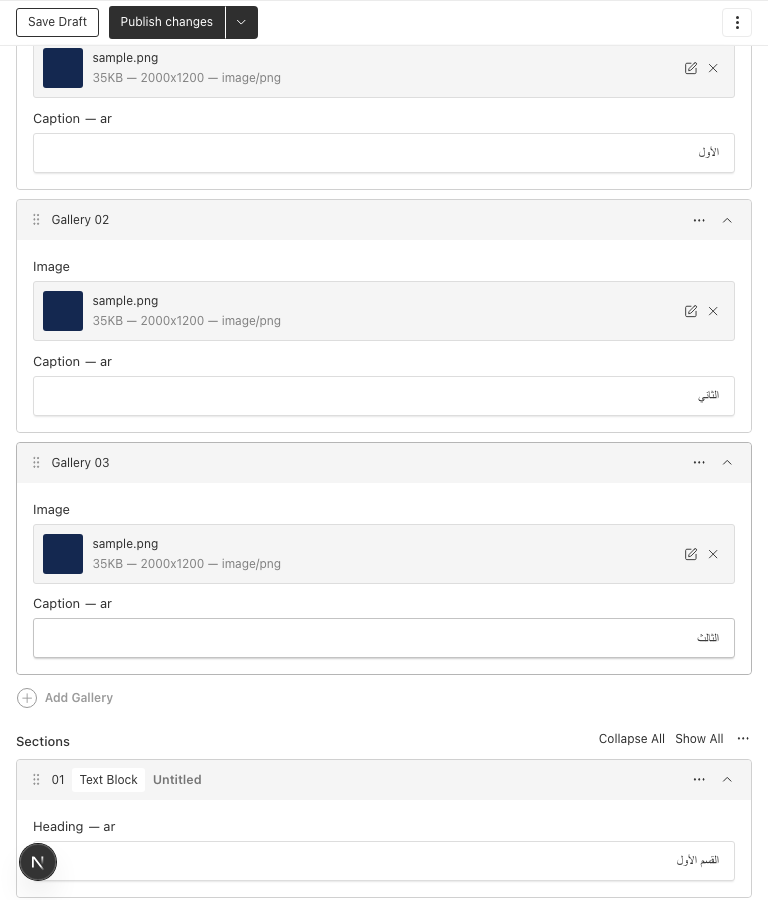 Save Draft
Publish changes
sample.png
35KB — 2000x1200 — image/png
Caption — ar
الأول
Gallery 02
Image
sample.png
35KB — 2000x1200 — image/png
Caption — ar
الثاني
Gallery 03
Image
sample.png
35KB — 2000x1200 — image/png
Caption — ar
الثالث
Add Gallery
Sections
Collapse All Show All
01 Text Block Untitled
Heading — ar
القسم الأول
N